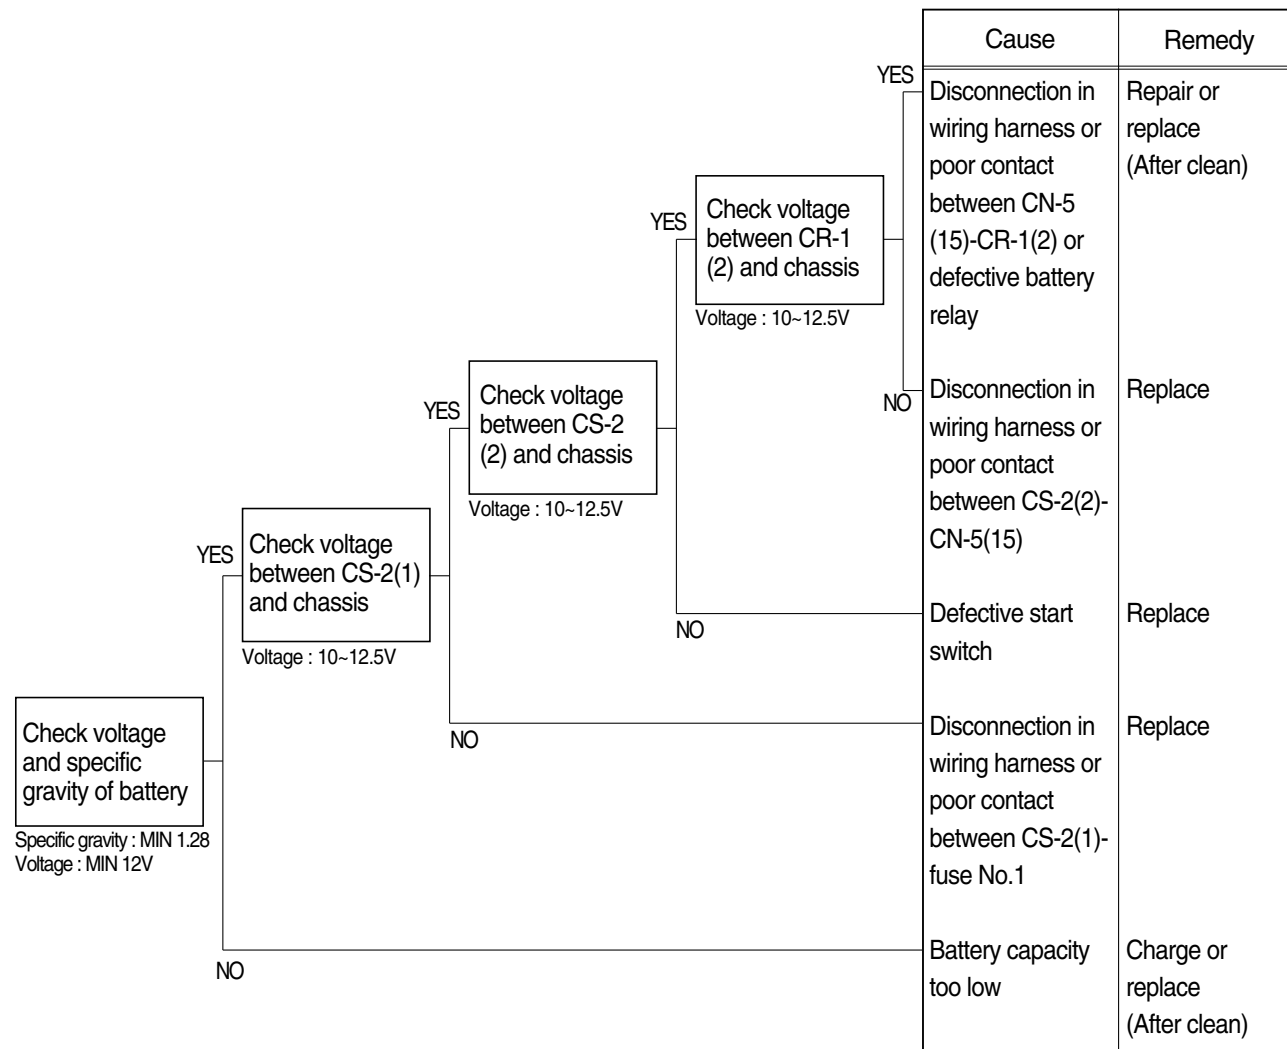 Cause
Remedy
YES
Disconnection in
wiring harness or
poor contact
between CN-5
(15)-CR-1(2) or
defective battery
relay
Repair or
replace
(After clean)
YES
Check voltage
between CR-1
(2) and chassis
Voltage : 10~12.5V
NO
Disconnection in
wiring harness or
poor contact
between CS-2(2)-
CN-5(15)
Replace
YES
Check voltage
between CS-2
(2) and chassis
Voltage : 10~12.5V
NO
Defective start
switch
Replace
YES
Check voltage
between CS-2(1)
and chassis
Voltage : 10~12.5V
NO
Disconnection in
wiring harness or
poor contact
between CS-2(1)-
fuse No.1
Replace
Check voltage
and specific
gravity of battery
Specific gravity : MIN 1.28
Voltage : MIN 12V
NO
Battery capacity
too low
Charge or
replace
(After clean)